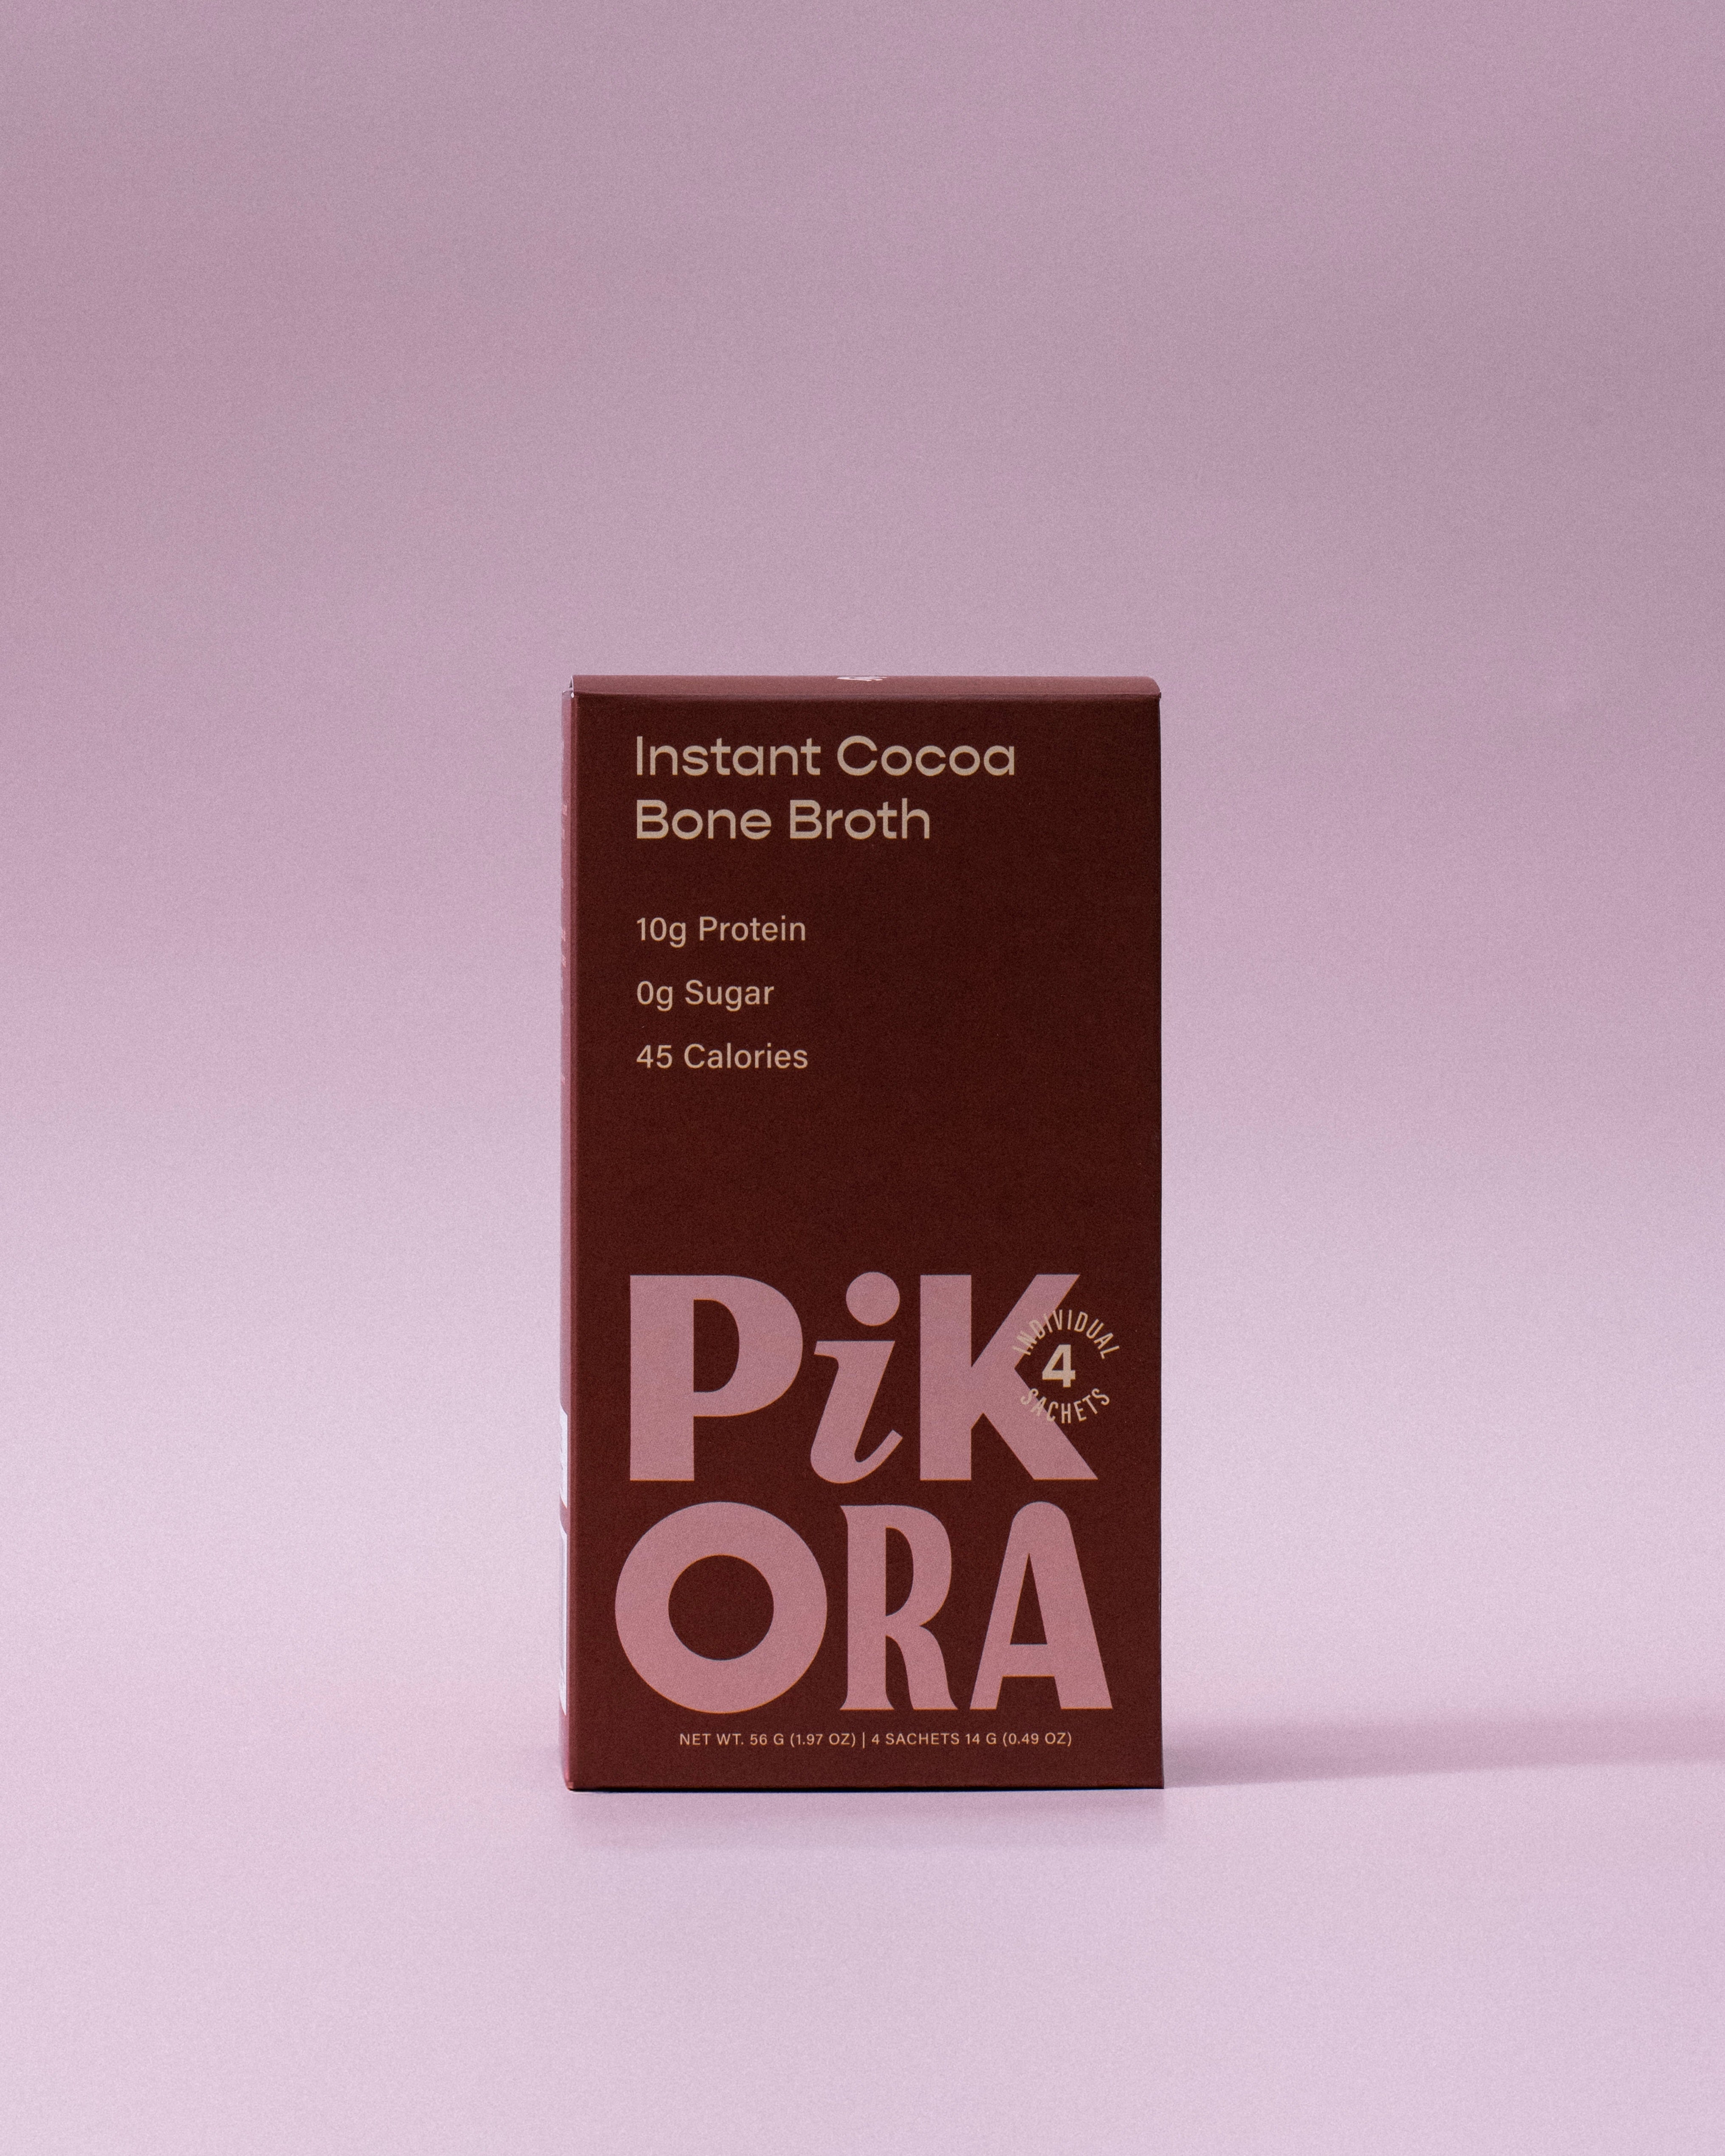 Instant Cocoa
Bone Broth
10g Protein
0g Sugar
45 Calories
PiK
INDIVIDUAL
4
SACHETS
ORA
NET WT. 56 G (1.97 OZ) | 4 SACHETS 14 G (0.49 OZ)